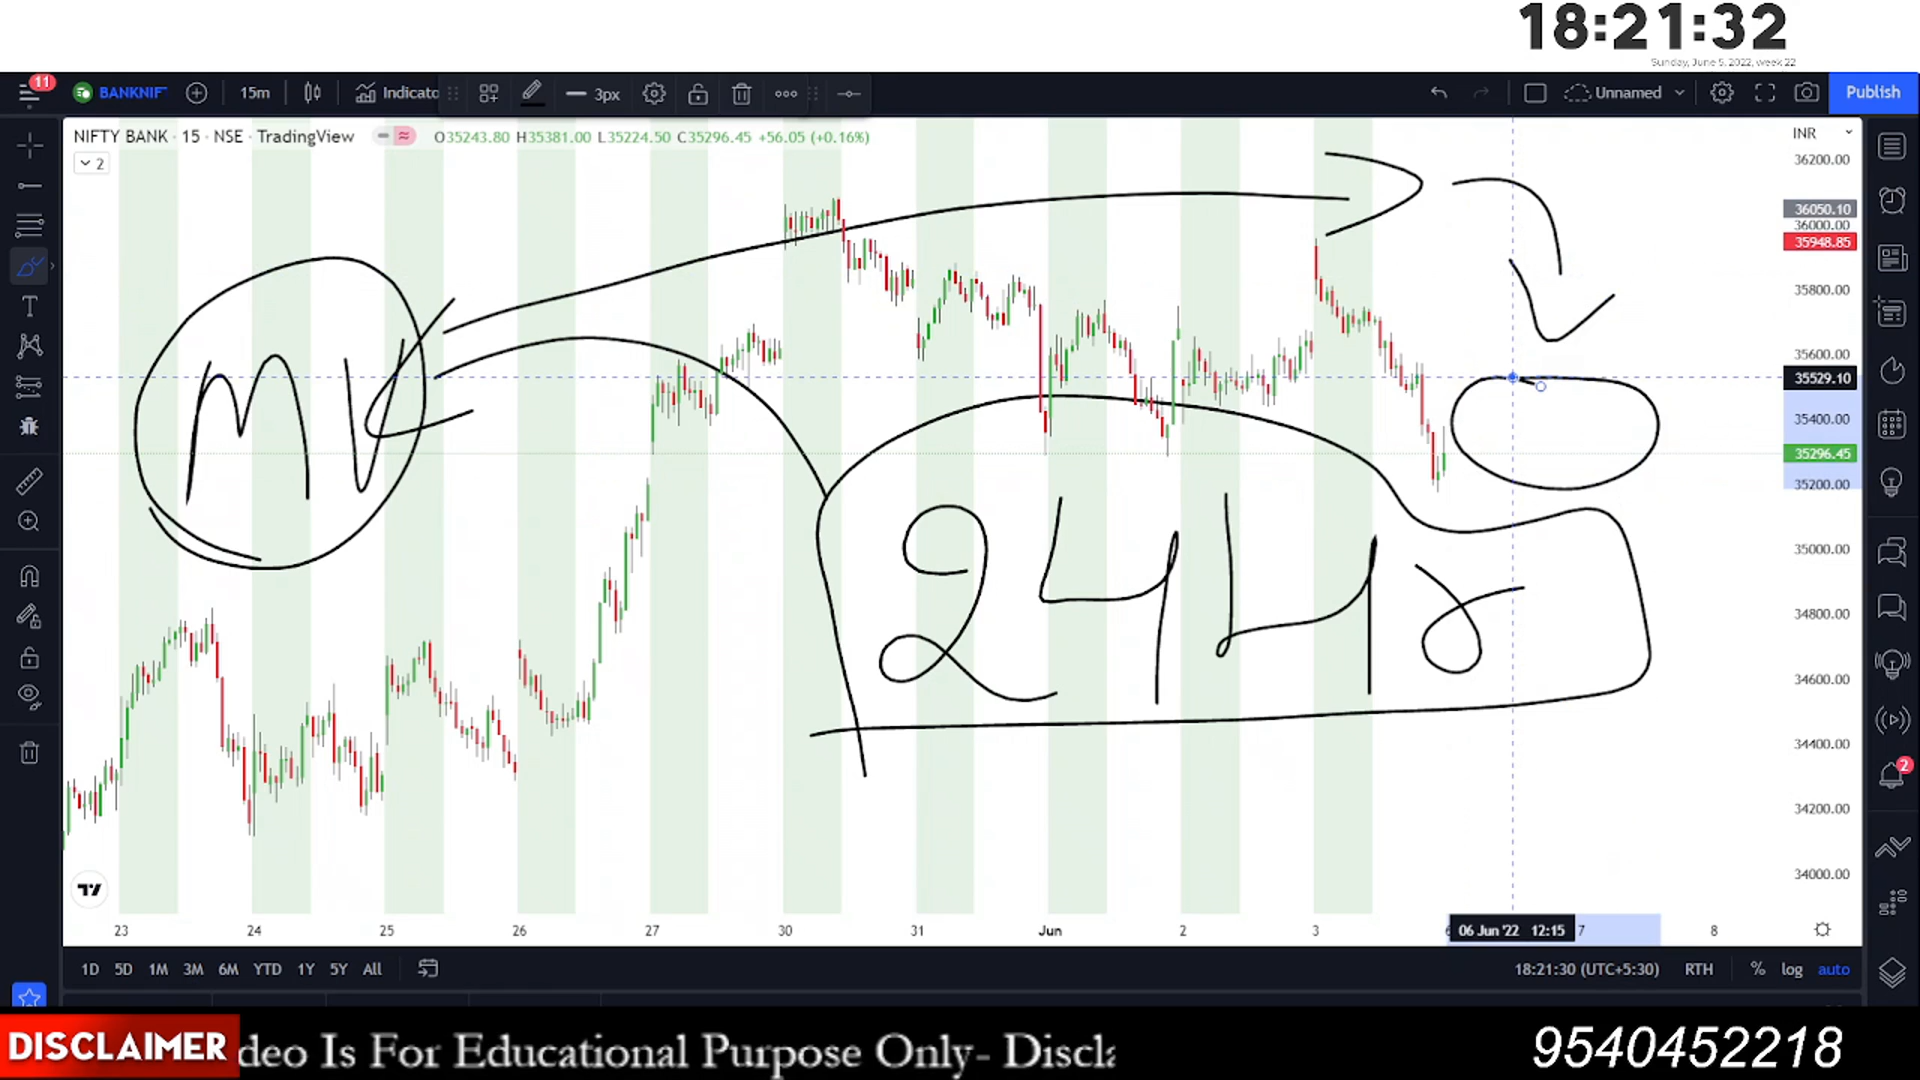 18:21:32
Sunday, June 5, 2022, week 22
11
BANKNIF
15m
Indicato
3px
Unnamed
Publish
NIFTY BANK · 15 · NSE · TradingView
O35243.80 H35381.00 L35224.50 C35296.45 +56.05 (+0.16%)
2
INR
36200.00
36050.10
36000.00
35948.85
35800.00
35600.00
35529.10
35400.00
35296.45
35200.00
35000.00
34800.00
34600.00
34400.00
34200.00
34000.00
24
2
23 24 25 26 27 30 31 Jun 2 3 6 06 Jun '22 12:15 7 8
1D 5D 1M 3M 6M YTD 1Y 5Y All
18:21:30 (UTC+5:30) RTH % log auto
DISCLAIMER
deo Is For Educational Purpose Only- Discla
9540452218